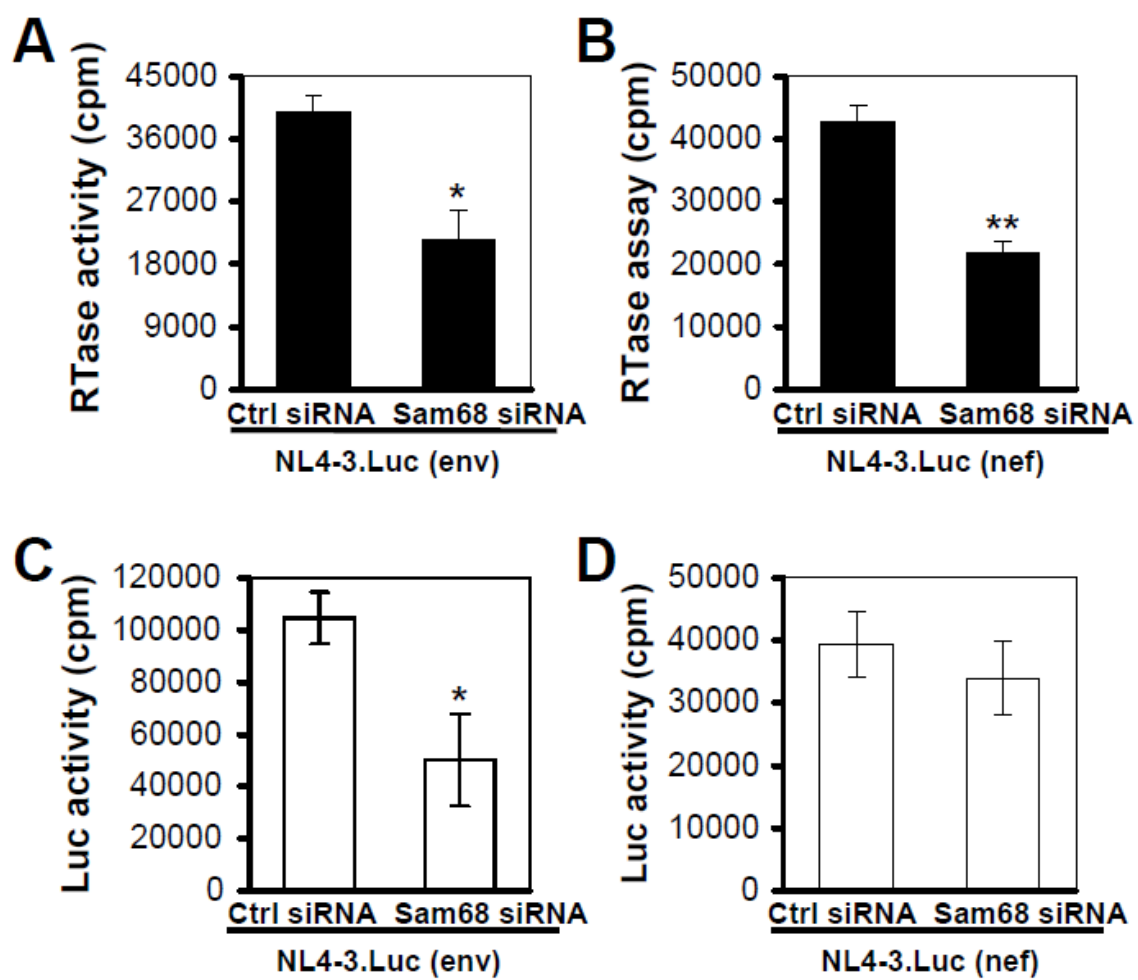 A
RTase activity (cpm)
45000
36000
27000
18000
9000
0
*
Ctrl siRNA Sam68 siRNA
NL4-3.Luc (env)
B
RTase assay (cpm)
50000
40000
30000
20000
10000
0
**
Ctrl siRNA Sam68 siRNA
NL4-3.Luc (nef)
C
Luc activity (cpm)
120000
100000
80000
60000
40000
20000
0
*
Ctrl siRNA Sam68 siRNA
NL4-3.Luc (env)
D
Luc activity (cpm)
50000
40000
30000
20000
10000
0
Ctrl siRNA Sam68 siRNA
NL4-3.Luc (nef)